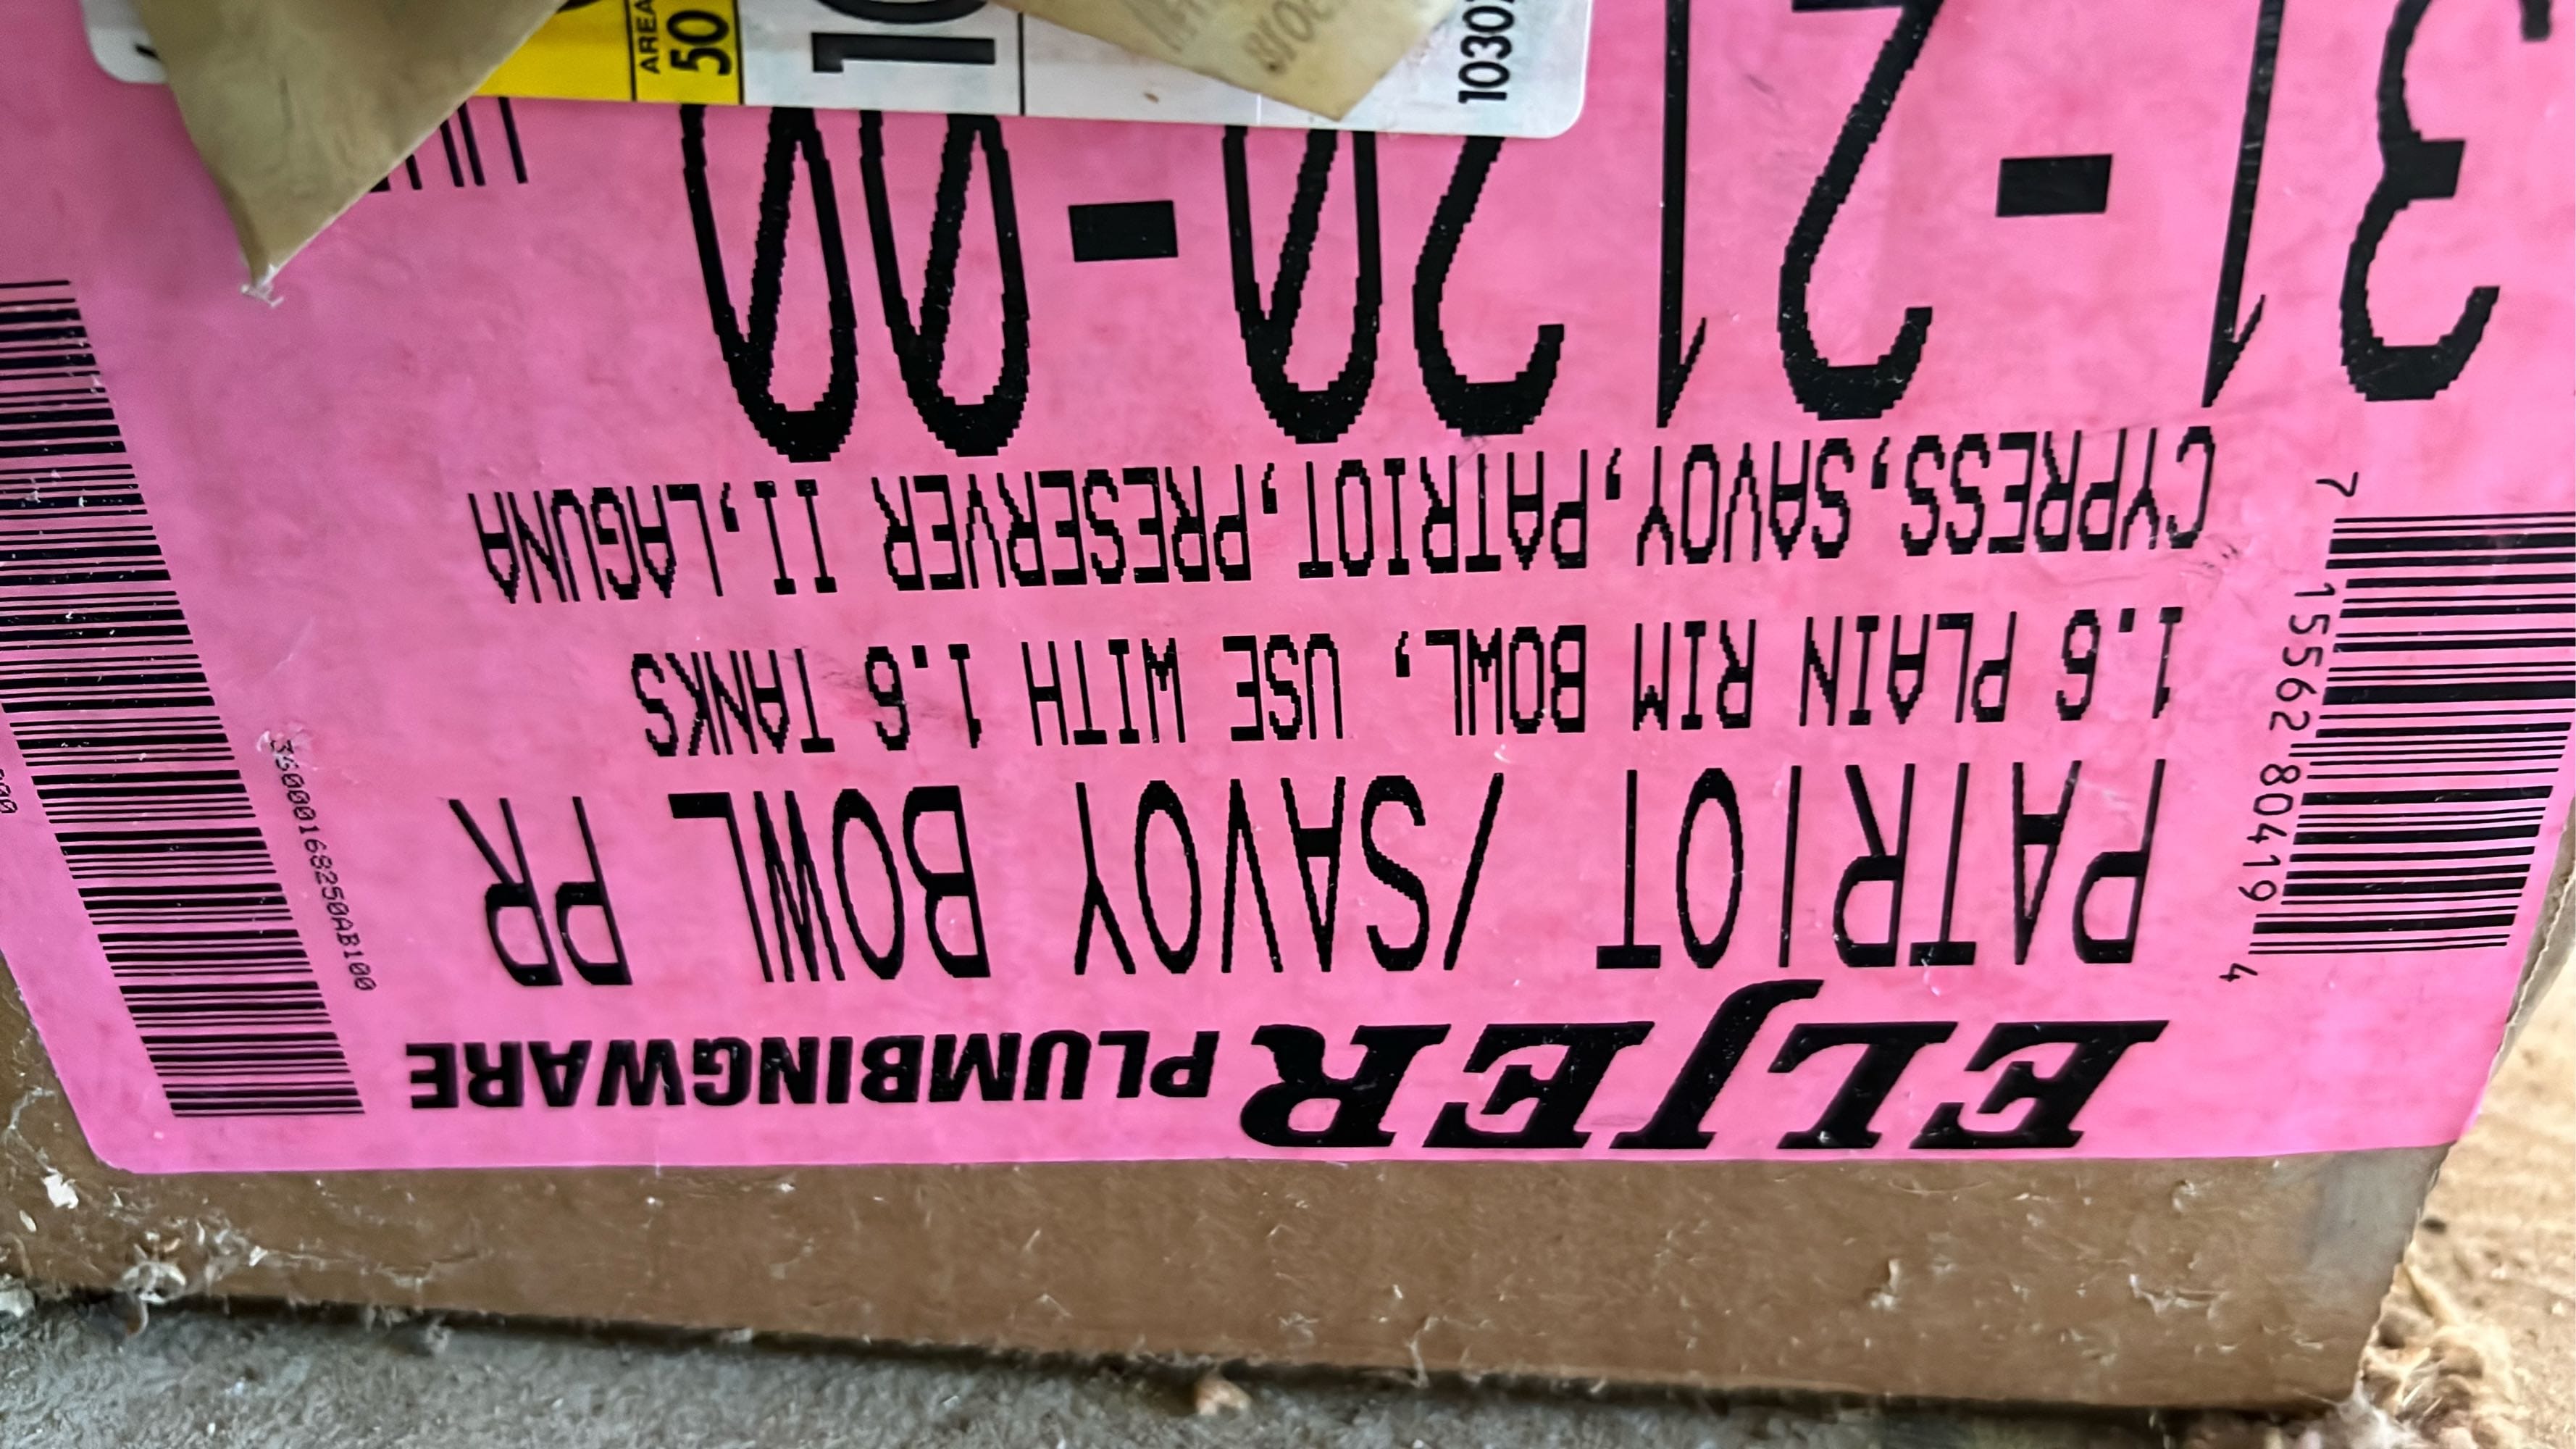 ELJER PLUMBINGWARE
PATRIOT /SAVOY BOWL PR
1.6 PLAIN RIM BOWL, USE WITH 1.6 TANKS
CYPRESS,SAVOY,PATRIOT,PRESERVER II,LAGUNA
31-2120-00
7 15562 80419 4
AREA
50